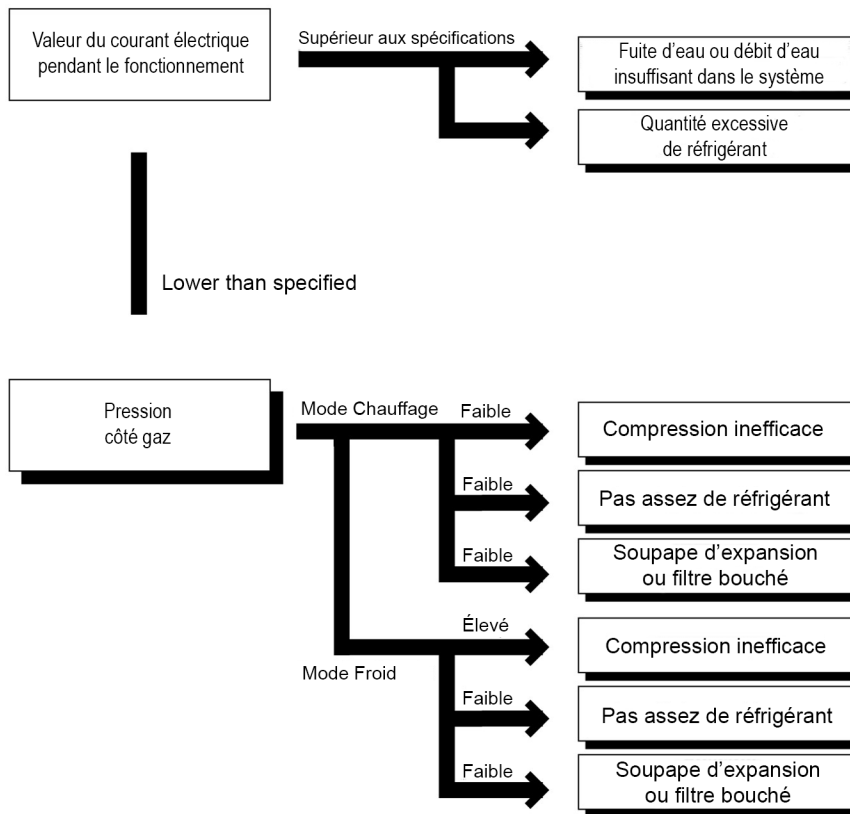 Valeur du courant électrique
pendant le fonctionnement
Supérieur aux spécifications
Fuite d'eau ou débit d'eau
insuffisant dans le système
Quantité excessive
de réfrigérant
Lower than specified
Pression
côté gaz
Mode Chauffage
Faible
Compression inefficace
Faible
Pas assez de réfrigérant
Faible
Soupape d'expansion
ou filtre bouché
Mode Froid
Élevé
Compression inefficace
Faible
Pas assez de réfrigérant
Faible
Soupape d'expansion
ou filtre bouché